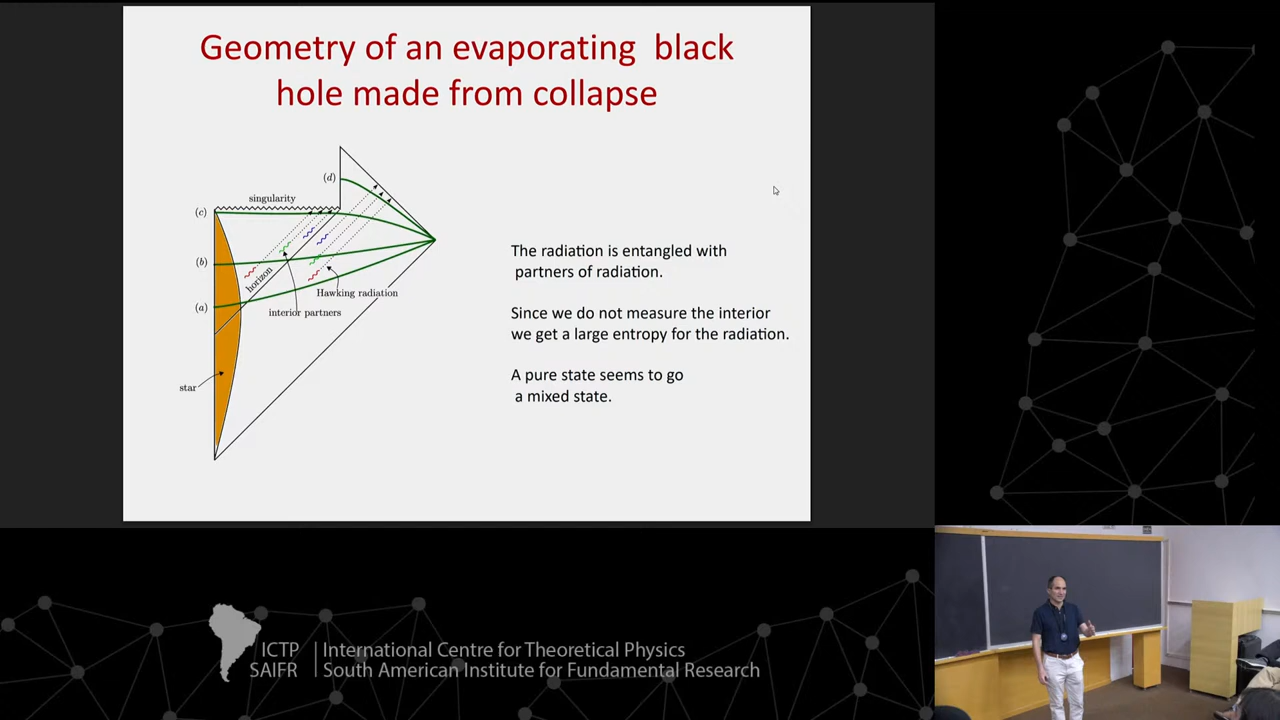 Geometry of an evaporating black
hole made from collapse
(d)
singularity
(c)
(b)
horizon
Hawking radiation
(a)
interior partners
star
The radiation is entangled with
partners of radiation.
Since we do not measure the interior
we get a large entropy for the radiation.
A pure state seems to go
a mixed state.
ICTP
SAIFR
International Centre for Theoretical Physics
South American Institute for Fundamental Research